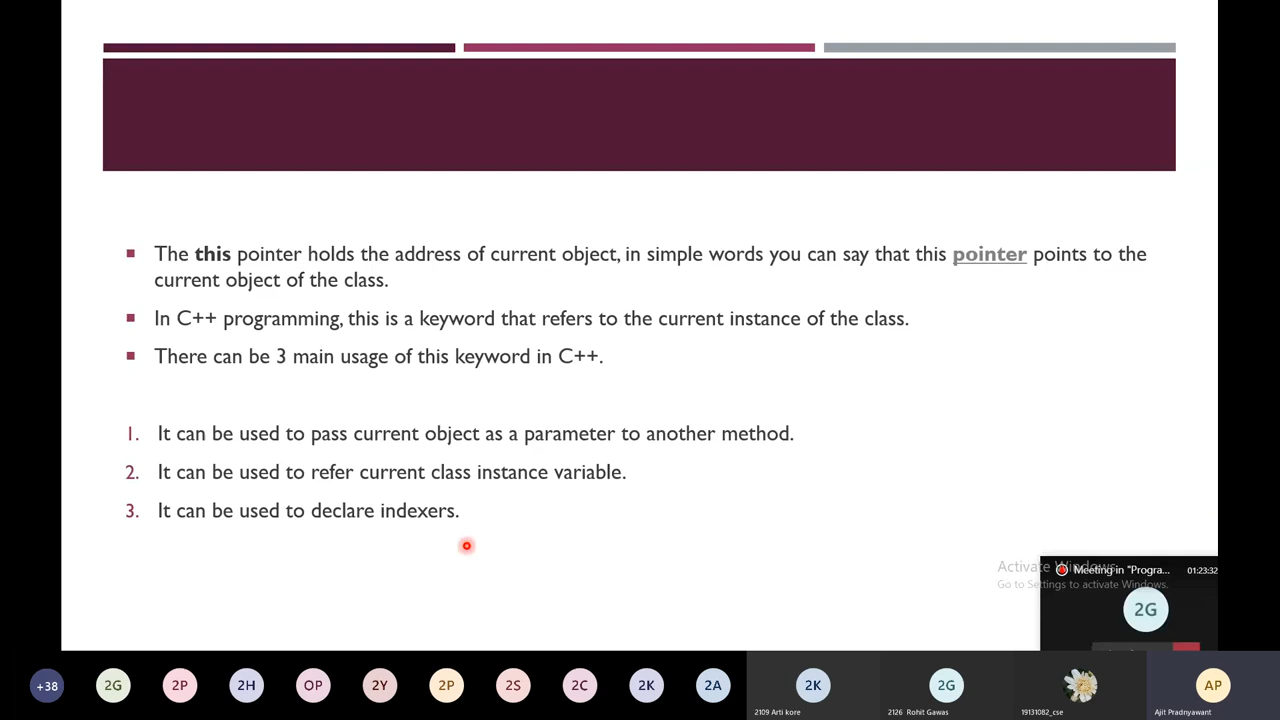 The this pointer holds the address of current object, in simple words you can say that this pointer points to the
current object of the class.
In C++ programming, this is a keyword that refers to the current instance of the class.
There can be 3 main usage of this keyword in C++.
1. It can be used to pass current object as a parameter to another method.
2. It can be used to refer current class instance variable.
3. It can be used to declare indexers.
Activate Windows
Go to Settings to activate Windows.
Meeting in "Progra... 01:23:32
2G
+38 2G 2P 2H OP 2Y 2P 2S 2C 2K 2A 2K 2G AP
2109 Arti kore 2126 Rohit Gawas 19131082_cse Ajit Pradnyawant